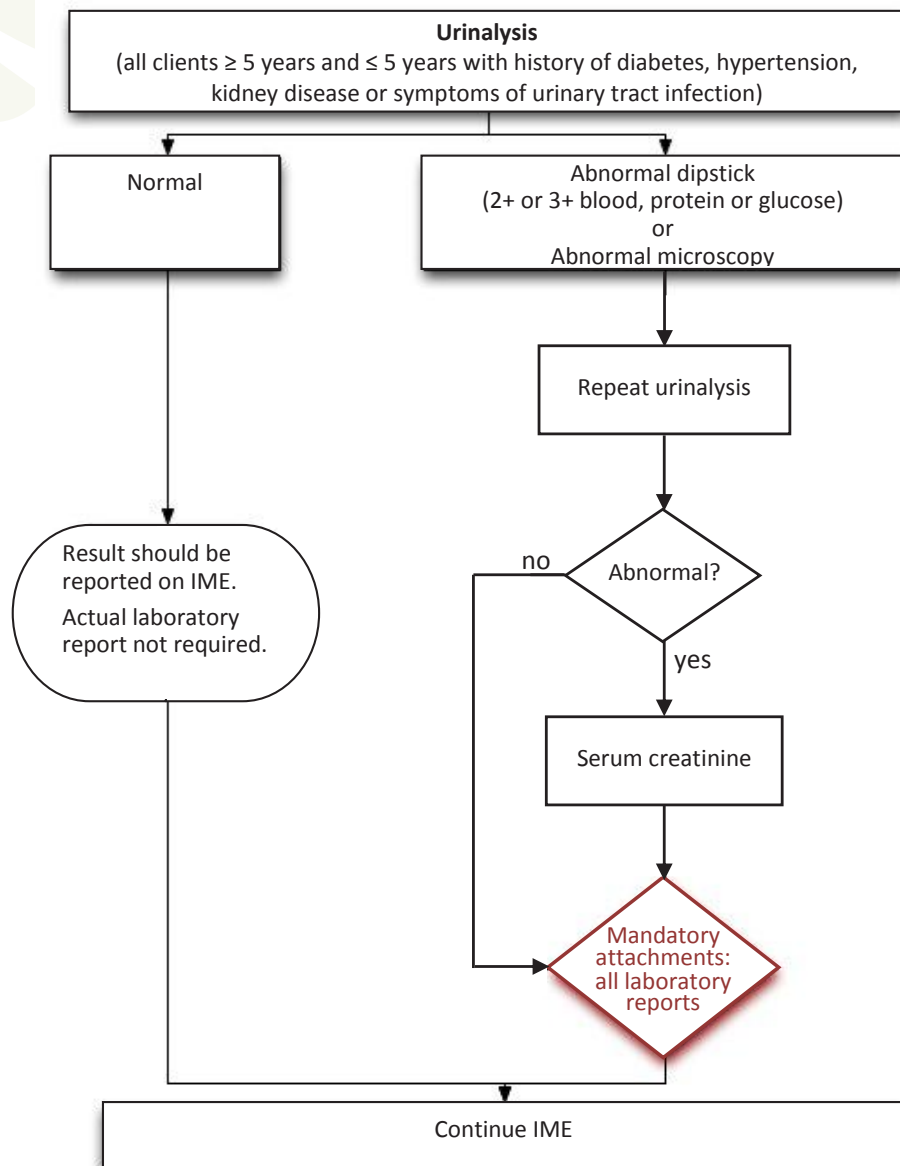 Urinalysis
(all clients ≥ 5 years and ≤ 5 years with history of diabetes, hypertension,
kidney disease or symptoms of urinary tract infection)
Normal
Abnormal dipstick
(2+ or 3+ blood, protein or glucose)
or
Abnormal microscopy
Repeat urinalysis
Result should be
reported on IME.
Actual laboratory
report not required.
no
Abnormal?
yes
Serum creatinine
Mandatory
attachments:
all laboratory
reports
Continue IME